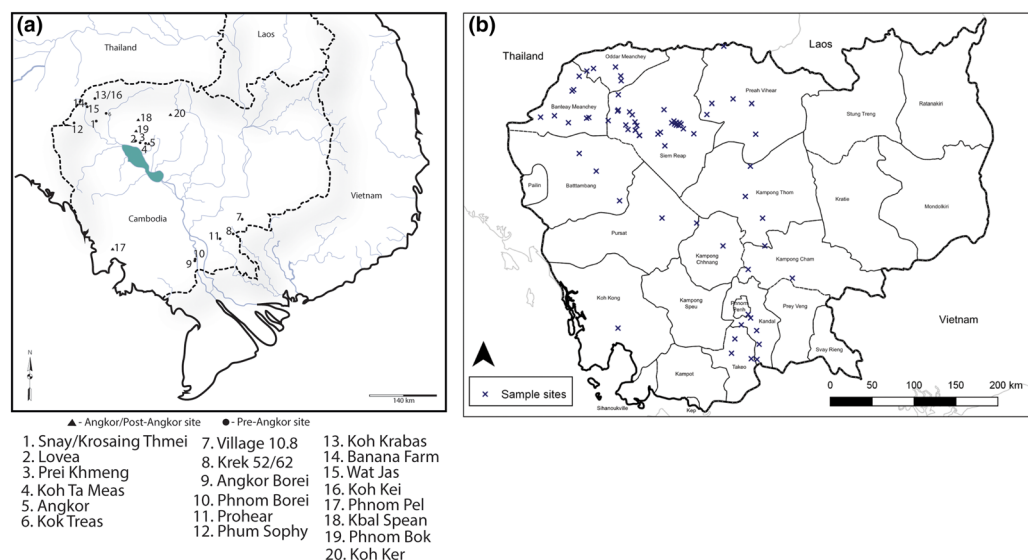 (a)
Laos
Thailand
13/16
14
15
6
1
12
18
20
19
2 3
5
4
Vietnam
Cambodia
7
8
11
17
10
9
N
140 km
▲ - Angkor/Post-Angkor site ● - Pre-Angkor site
1. Snay/Krosaing Thmei
2. Lovea
3. Prei Khmeng
4. Koh Ta Meas
5. Angkor
6. Kok Treas
7. Village 10.8
8. Krek 52/62
9. Angkor Borei
10. Phnom Borei
11. Prohear
12. Phum Sophy
13. Koh Krabas
14. Banana Farm
15. Wat Jas
16. Koh Kei
17. Phnom Pel
18. Kbal Spean
19. Phnom Bok
20. Koh Ker
(b)
Thailand
Laos
Oddar Meanchey
Banteay Meanchey
Preah Vihear
Stung Treng
Ratanakiri
Siem Reap
Pailin
Battambang
Kampong Thom
Kratie
Mondolkiri
Pursat
Kampong
Chhnang
Kampong Cham
Koh Kong
Kampong
Speu
Phnom
Penh
Kandal
Prey Veng
Vietnam
Svay Rieng
Takeo
Kampot
Sihanoukville
Kep
Sample sites
0 50 100 150 200 km